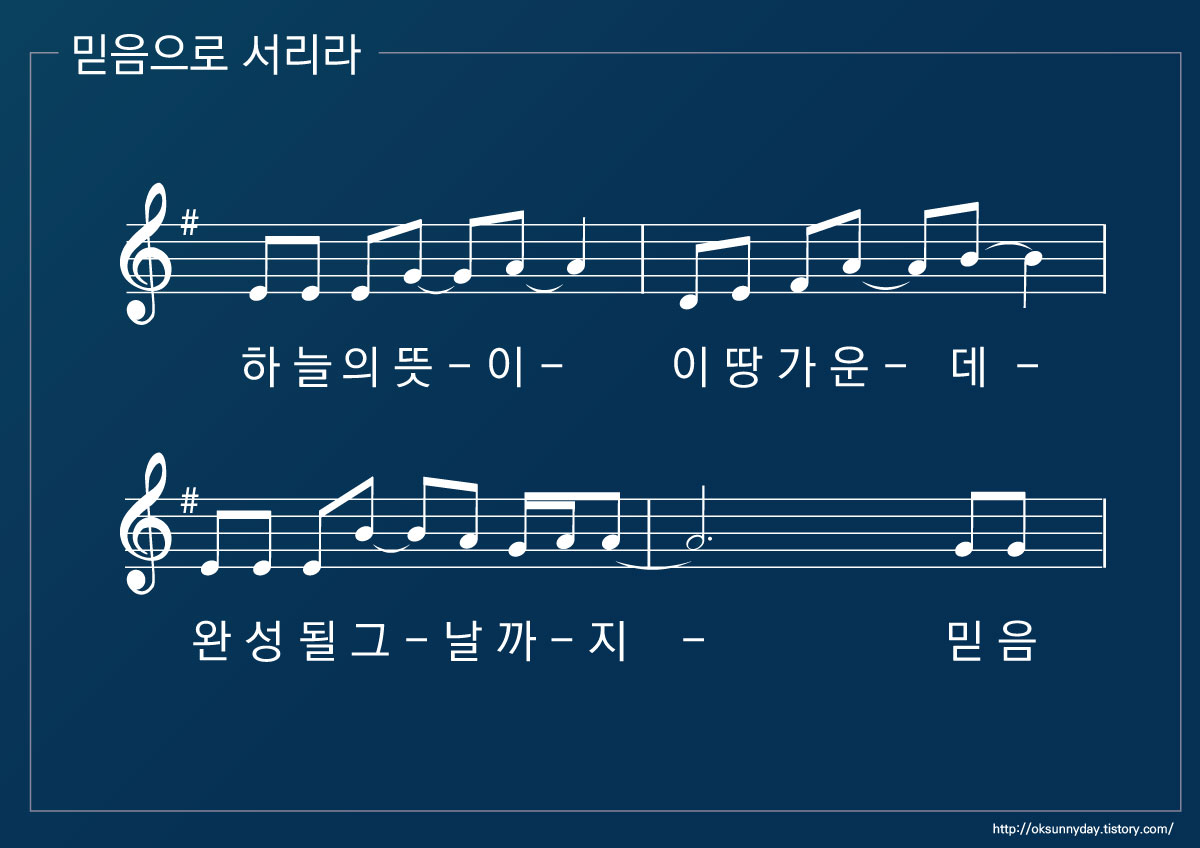 믿음으로 서리라
하늘의뜻-이- 이땅가운- 데 -
완성될그-날까-지 - 믿음
http://oksunnyday.tistory.com/